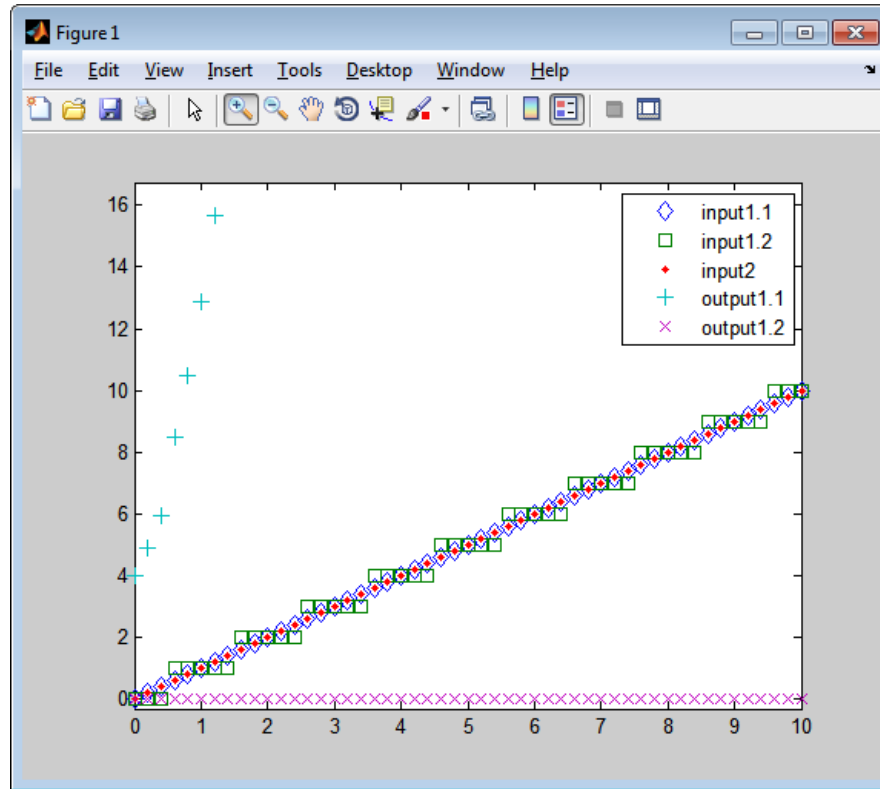 Figure 1
File Edit View Insert Tools Desktop Window Help
16
14
12
10
8
6
4
2
0
0 1 2 3 4 5 6 7 8 9 10
input1.1
input1.2
input2
output1.1
output1.2